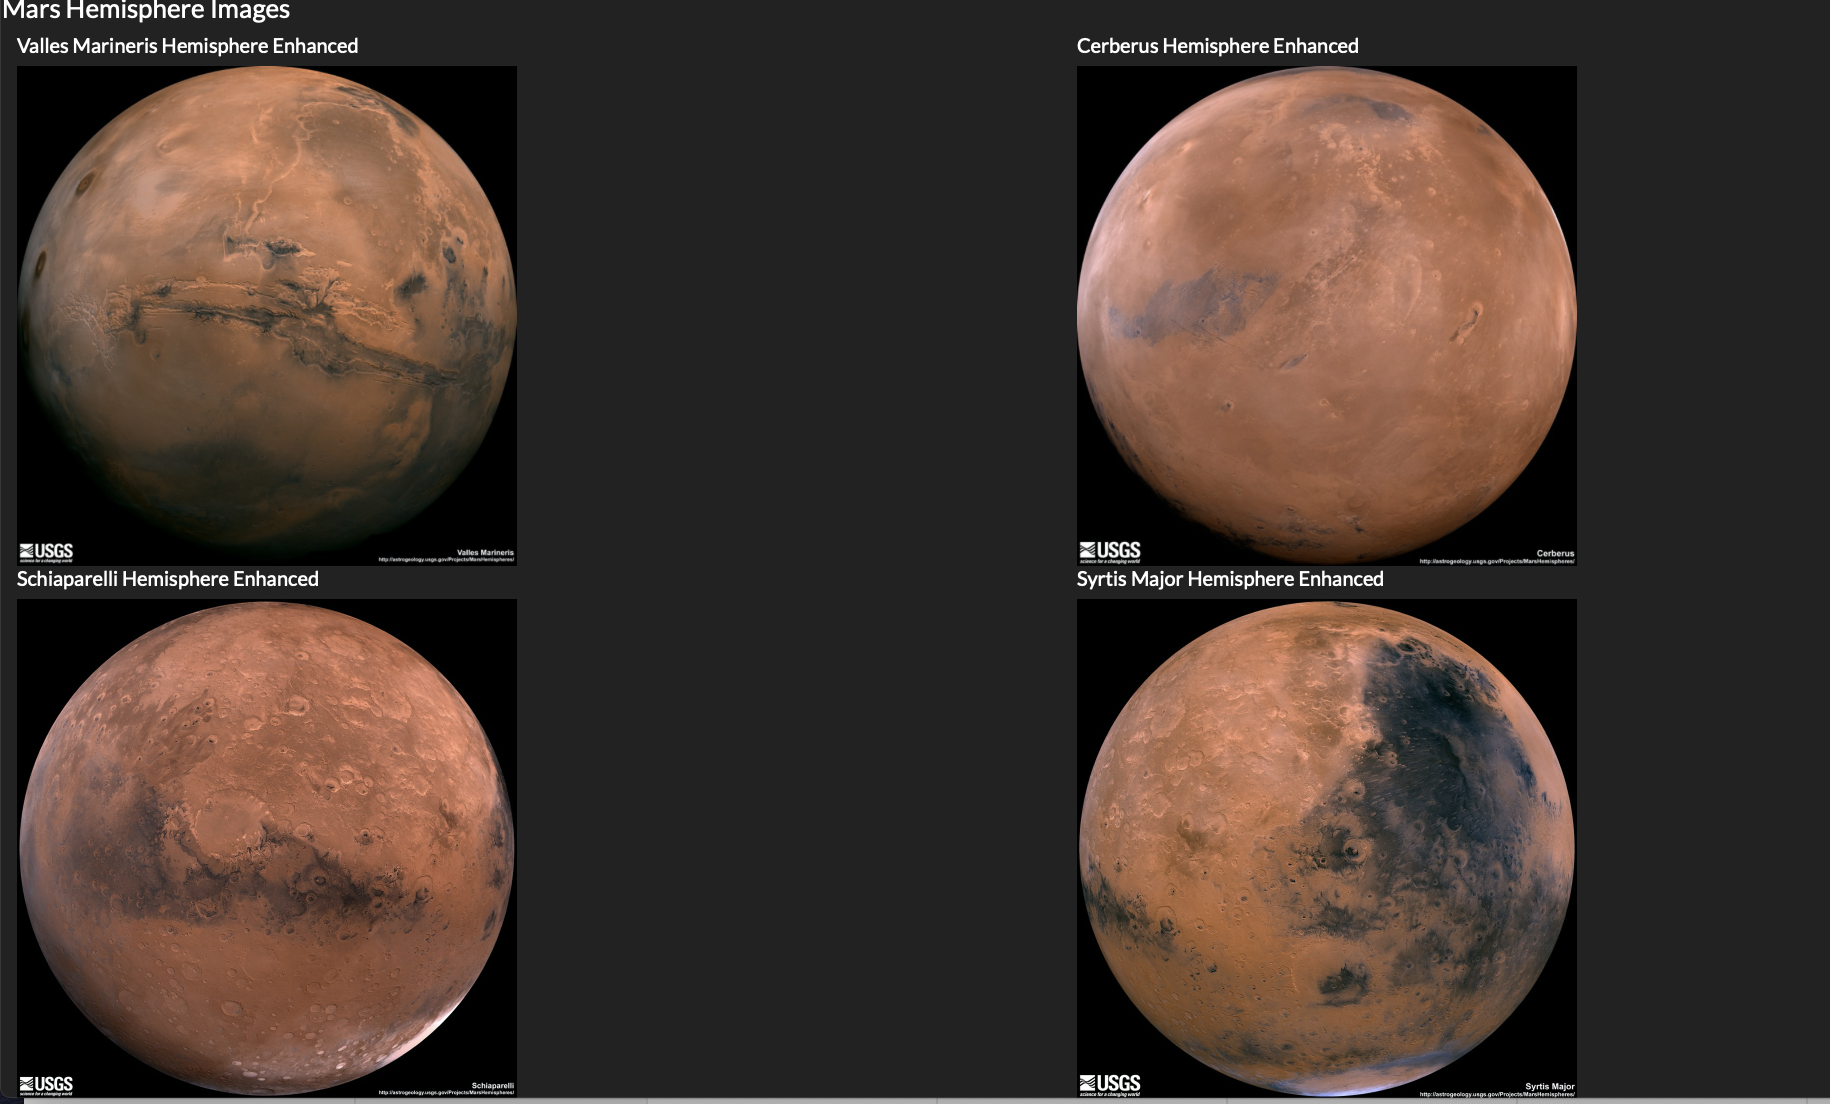 Mars Hemisphere Images
Valles Marineris Hemisphere Enhanced
Cerberus Hemisphere Enhanced
USGS
science for a changing world
Valles Marineris
http://astrogeology.usgs.gov/Projects/MarsHemispheres/
USGS
science for a changing world
Cerberus
http://astrogeology.usgs.gov/Projects/MarsHemispheres/
Schiaparelli Hemisphere Enhanced
Syrtis Major Hemisphere Enhanced
USGS
science for a changing world
Schiaparelli
http://astrogeology.usgs.gov/Projects/MarsHemispheres/
USGS
science for a changing world
Syrtis Major
http://astrogeology.usgs.gov/Projects/MarsHemispheres/